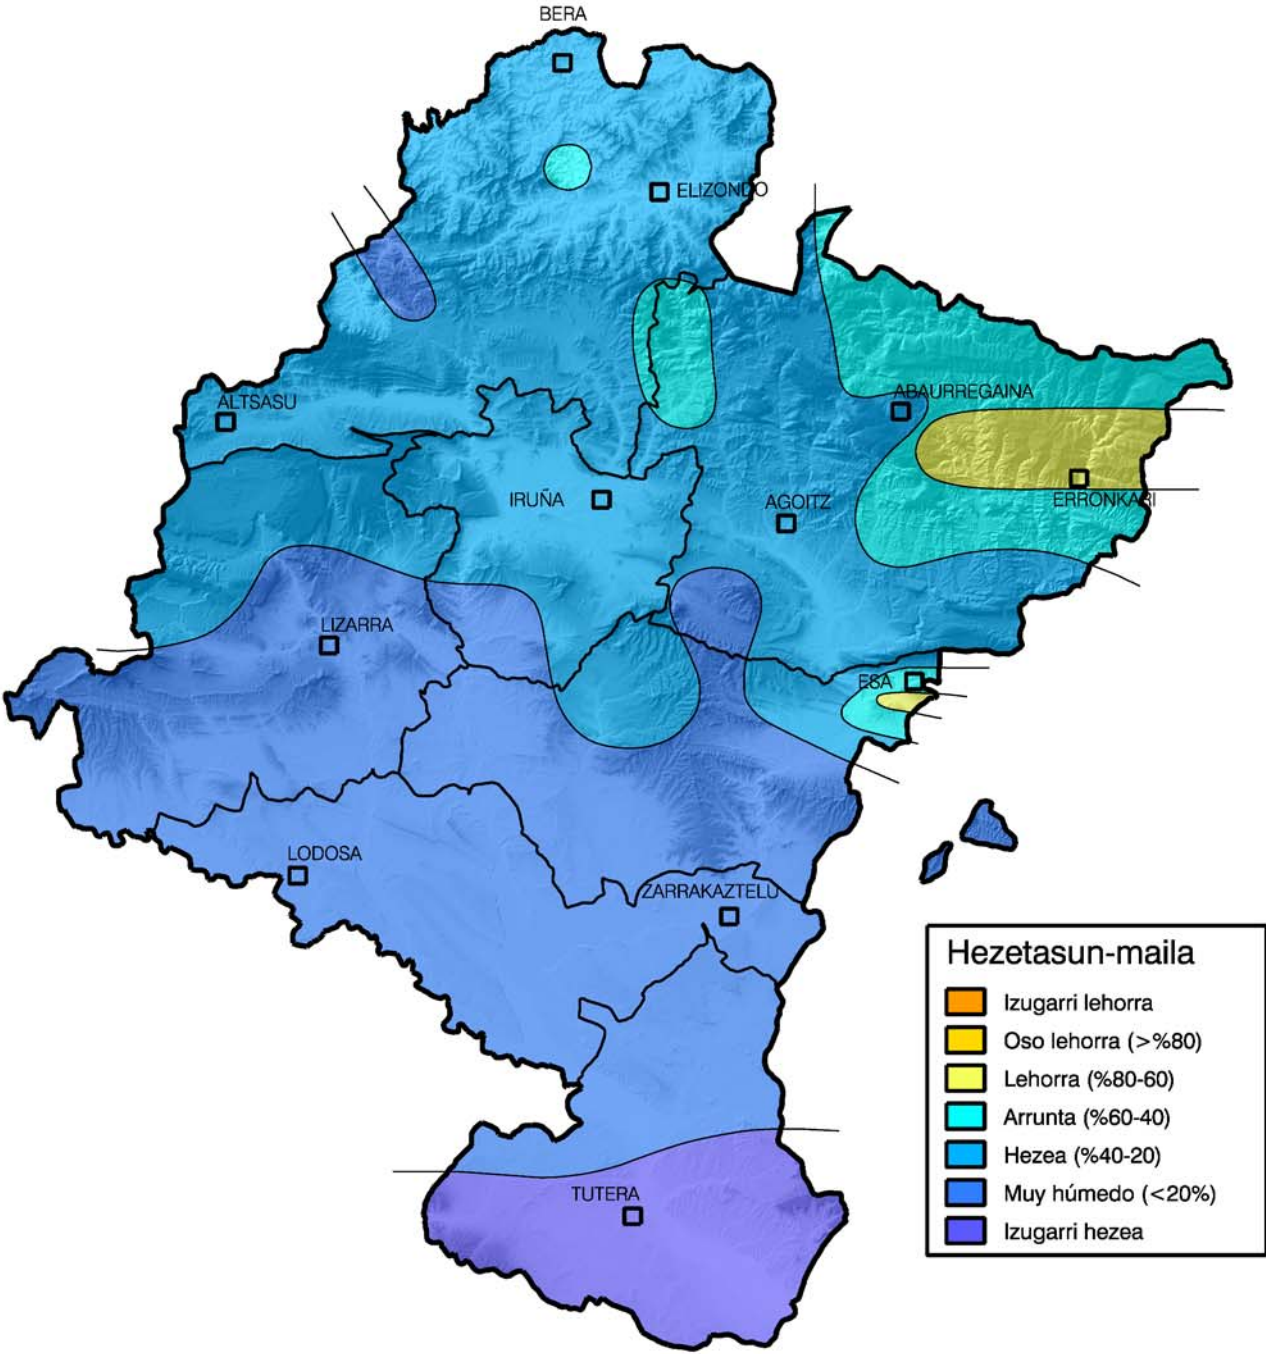 BERA
ELIZONDO
ALTSASU
ABAURREGAINA
IRUÑA
AGOITZ
ERRONKARI
LIZARRA
ESA
LODOSA
ZARRAKAZTELU
TUTERA
Hezetasun-maila
Izugarri lehorra
Oso lehorra (>%80)
Lehorra (%80-60)
Arrunta (%60-40)
Hezea (%40-20)
Muy húmedo (<20%)
Izugarri hezea